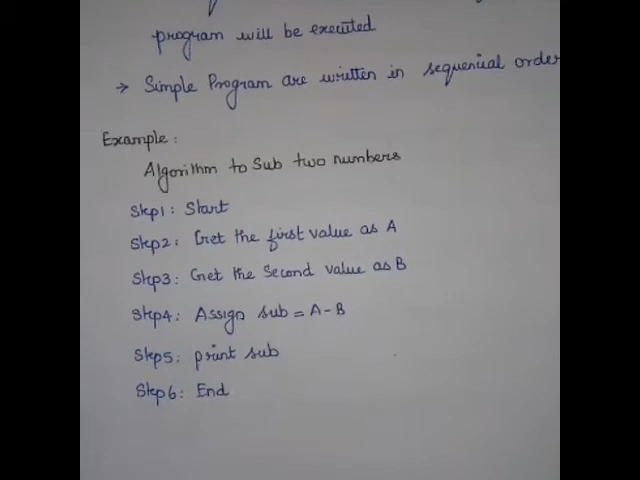 program will be executed
→ Simple Program are written in sequential order
Example:
Algorithm to Sub two numbers
Step1: Start
Step2: Get the first value as A
Step3: Get the Second value as B
Step4: Assign sub = A - B
Step5: print sub
Step6: End